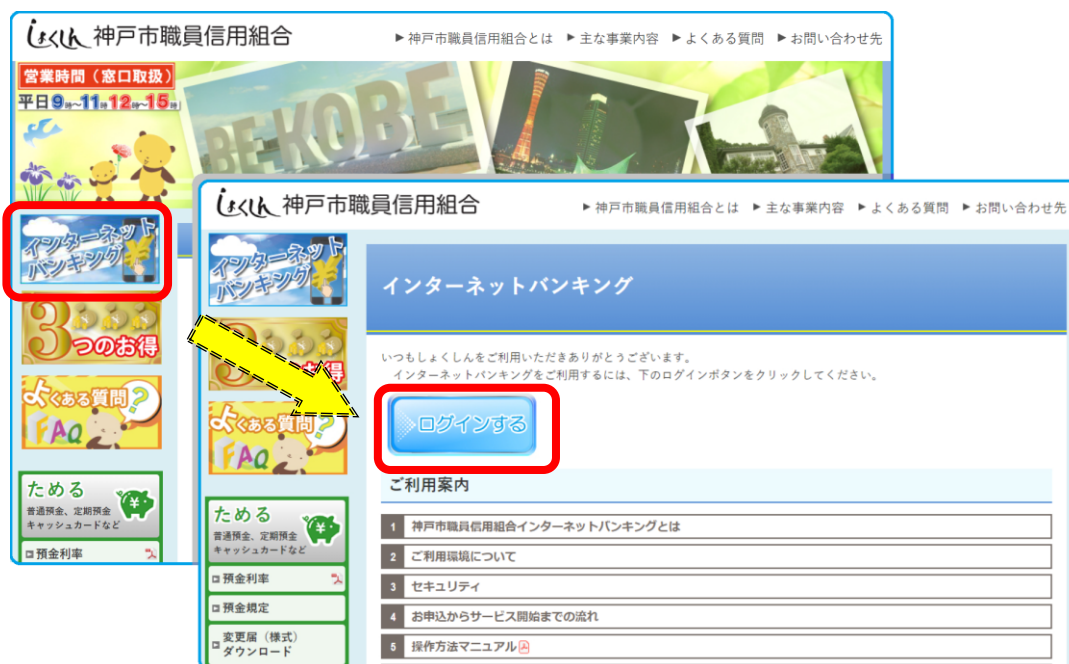 しょくしん 神戸市職員信用組合
▶神戸市職員信用組合とは ▶主な事業内容 ▶よくある質問 ▶お問い合わせ先
営業時間（窓口取扱）
平日9時～11時12時～15時
BE KOBE
インターネット
バンキング
3つのお得
よくある質問？
FAQ
ためる
普通預金、定期預金
キャッシュカードなど
預金利率
しょくしん 神戸市職員信用組合
▶神戸市職員信用組合とは ▶主な事業内容 ▶よくある質問 ▶お問い合わせ先
インターネット
バンキング
お得
よくある質問？
FAQ
ためる
普通預金、定期預金
キャッシュカードなど
預金利率
預金規定
変更届（様式）
ダウンロード
インターネットバンキング
いつもしょくしんをご利用いただきありがとうございます。
インターネットバンキングをご利用するには、下のログインボタンをクリックしてください。
ログインする
ご利用案内
1 神戸市職員信用組合インターネットバンキングとは
2 ご利用環境について
3 セキュリティ
4 お申込からサービス開始までの流れ
5 操作方法マニュアル